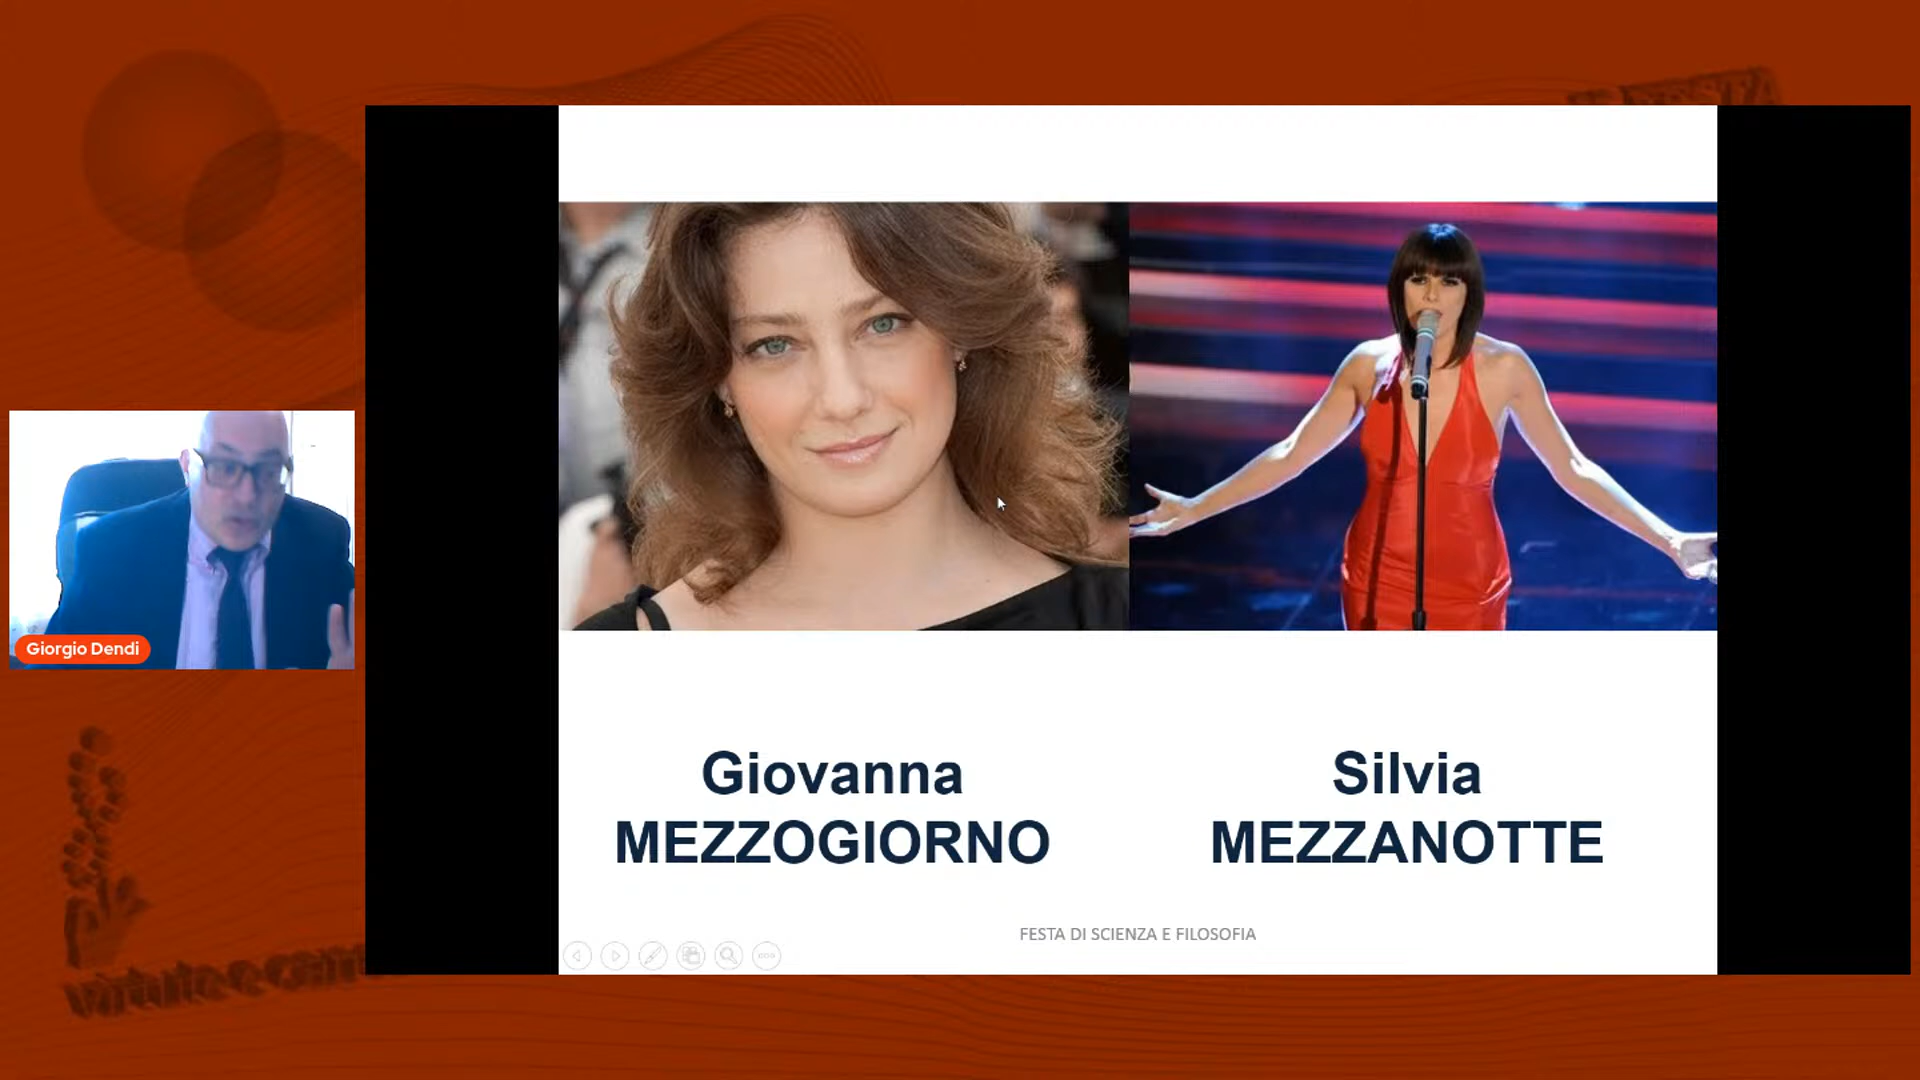 Giorgio Dendi
Giovanna
MEZZOGIORNO
Silvia
MEZZANOTTE
FESTA DI SCIENZA E FILOSOFIA